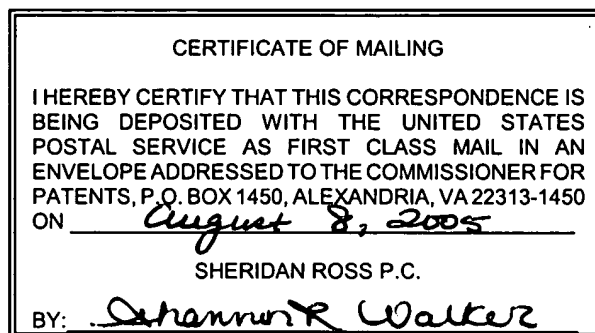 CERTIFICATE OF MAILING
I HEREBY CERTIFY THAT THIS CORRESPONDENCE IS
BEING DEPOSITED WITH THE UNITED STATES
POSTAL SERVICE AS FIRST CLASS MAIL IN AN
ENVELOPE ADDRESSED TO THE COMMISSIONER FOR
PATENTS, P.O. BOX 1450, ALEXANDRIA, VA 22313-1450
ON August 8, 2005
SHERIDAN ROSS P.C.
BY: Shannon R Walker